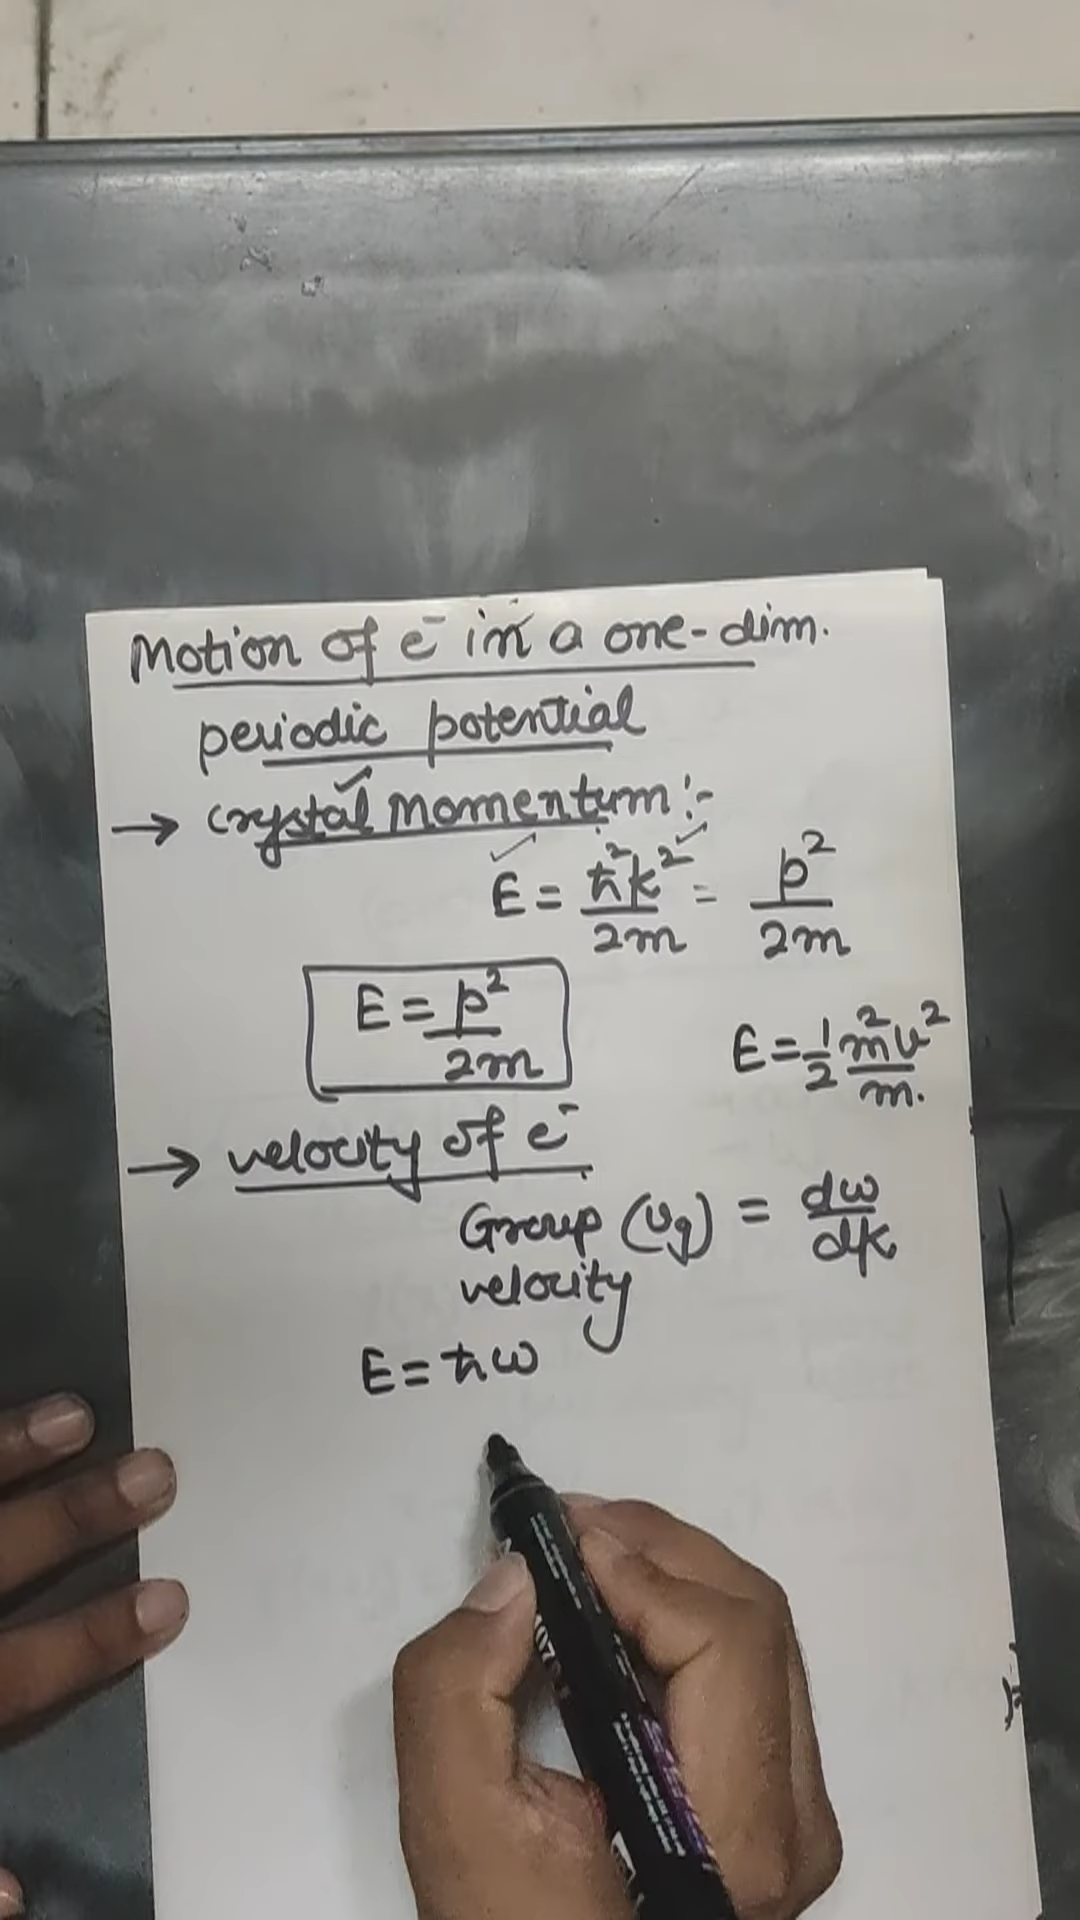 Motion of e⁻ in a one-dim.
periodic potential
→ crystal Momentum :-
E = ħ²k²/2m = p²/2m
E = p²/2m
E = 1/2 m²v²/m.
→ velocity of e⁻
Group (vg) = dω/dk
velocity
E = ħω